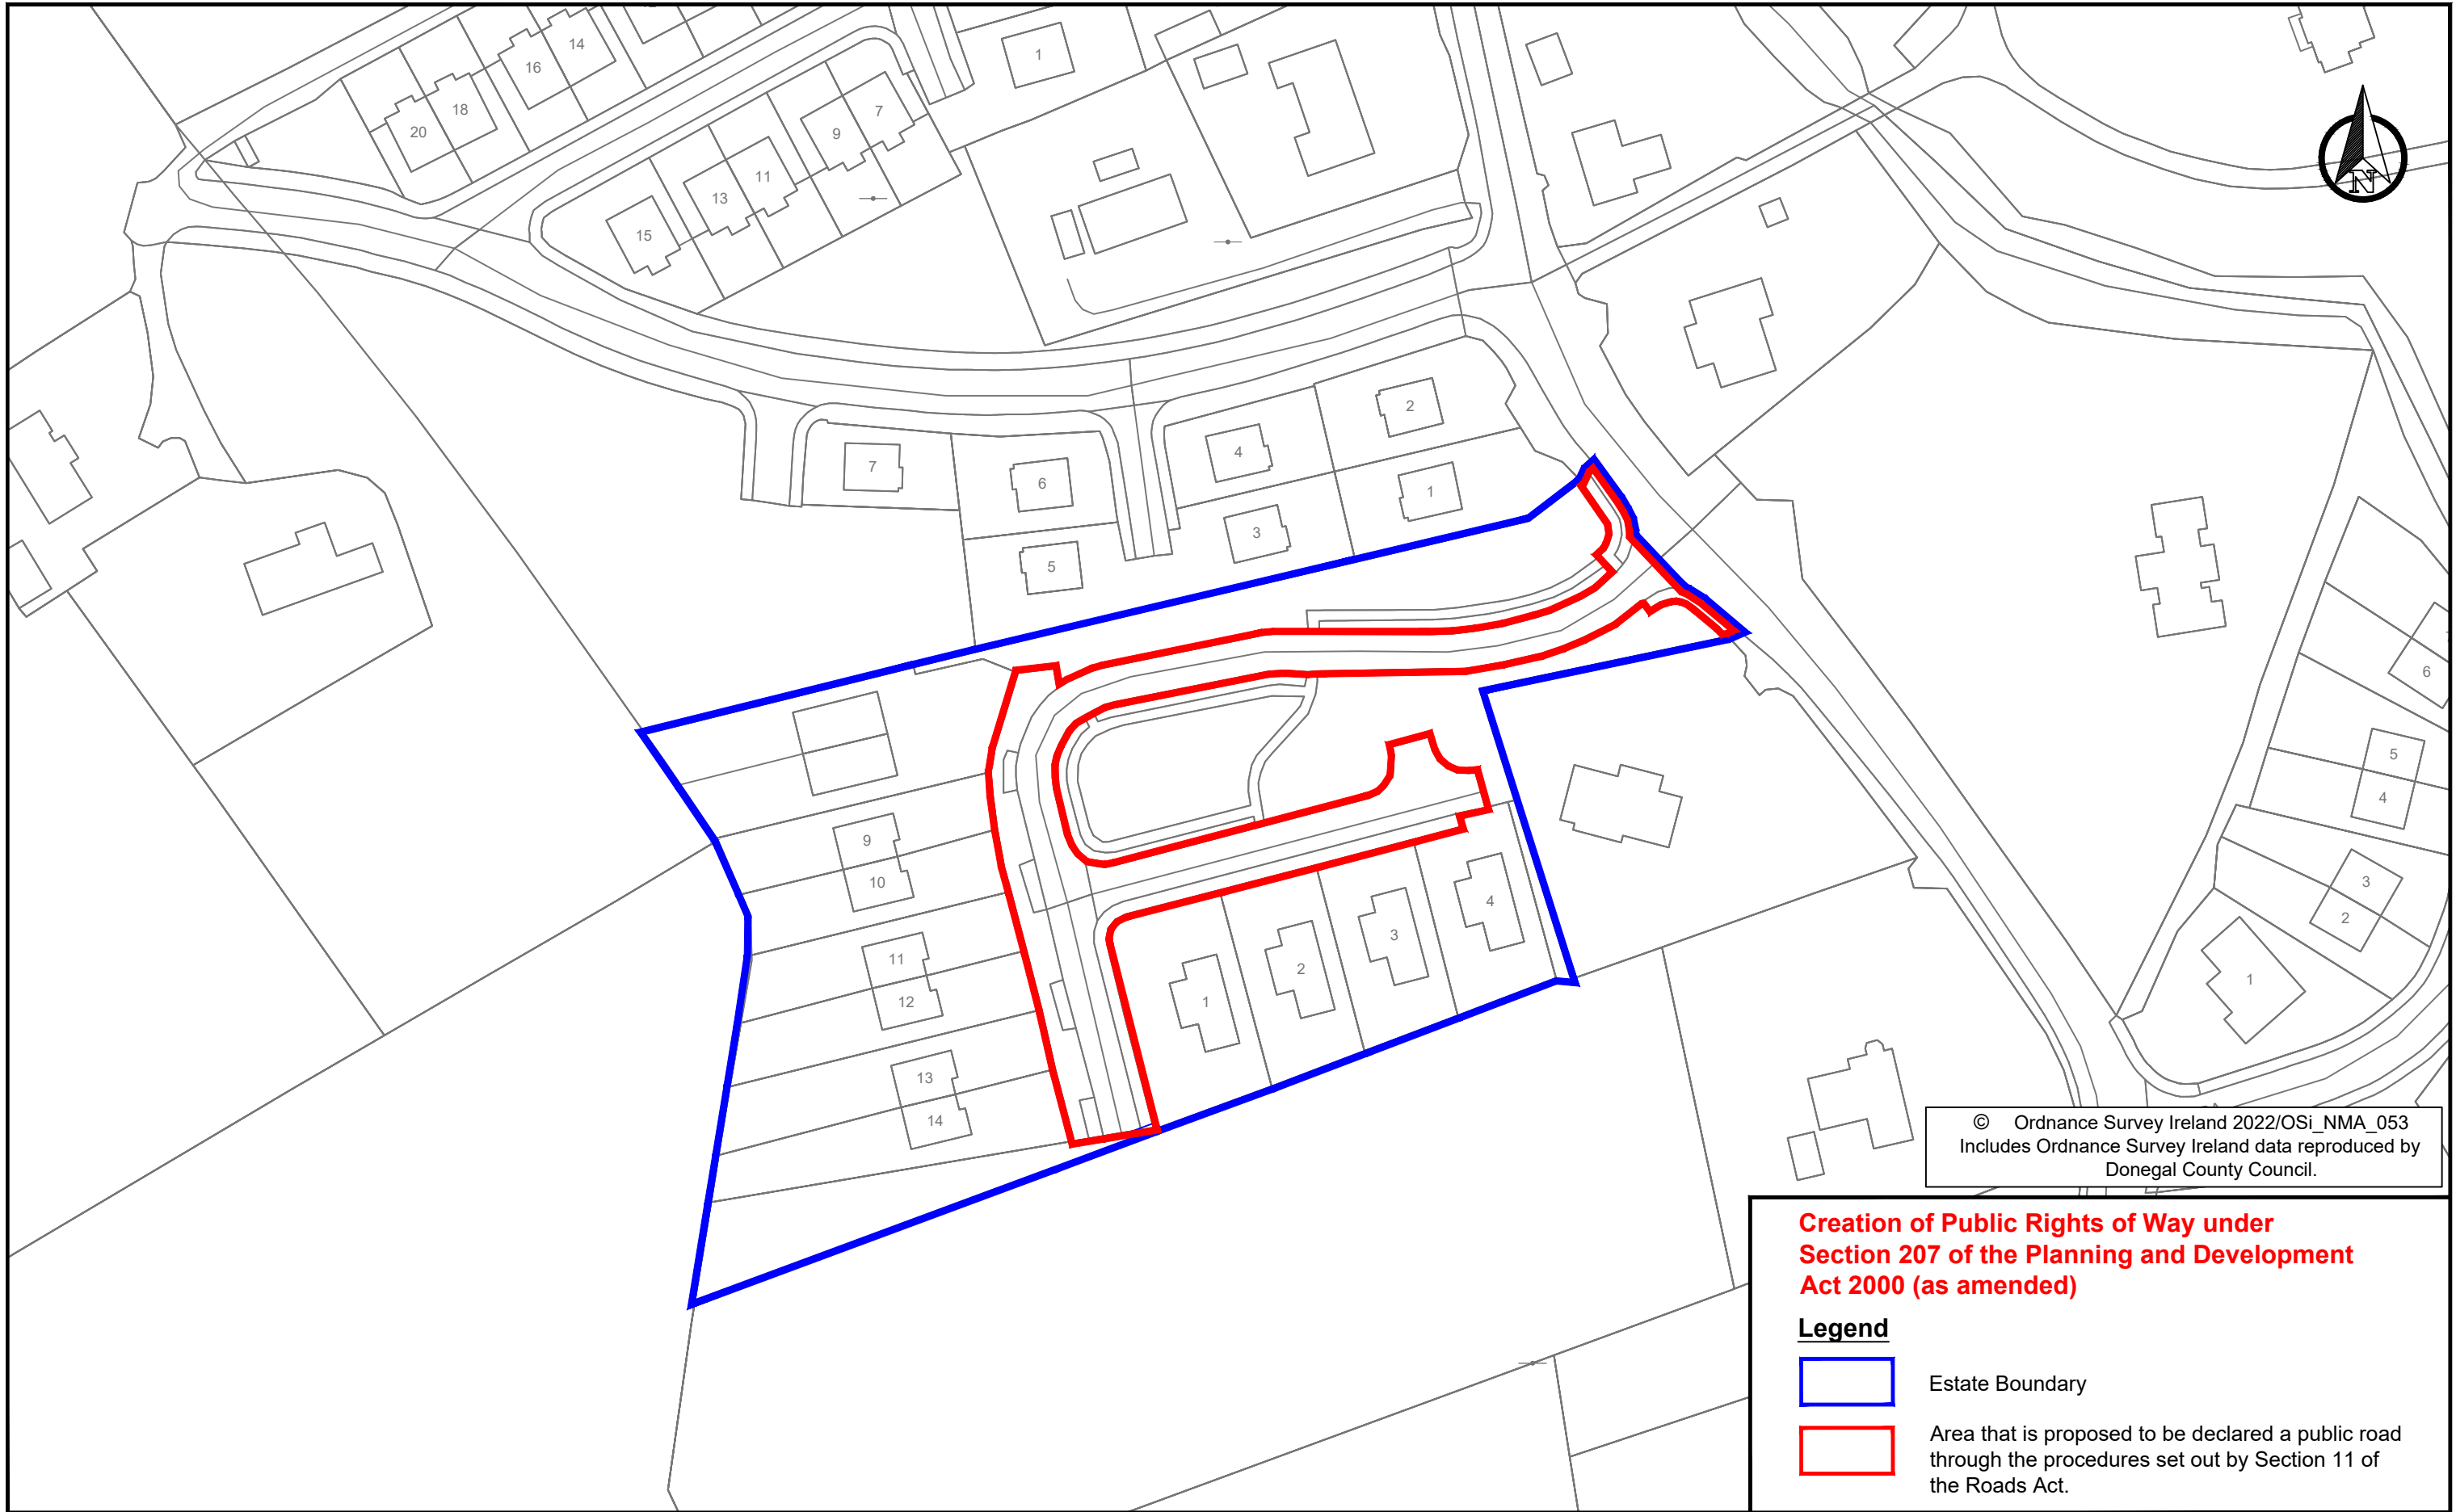 14
16
18
20
1
7
9
11
13
15
N
2
4
7
6
1
3
5
6
5
4
9
10
3
2
4
11
3
2
1
12
1
13
14
© Ordnance Survey Ireland 2022/OSi_NMA_053
Includes Ordnance Survey Ireland data reproduced by
Donegal County Council.
Creation of Public Rights of Way under
Section 207 of the Planning and Development
Act 2000 (as amended)
Legend
Estate Boundary
Area that is proposed to be declared a public road
through the procedures set out by Section 11 of
the Roads Act.